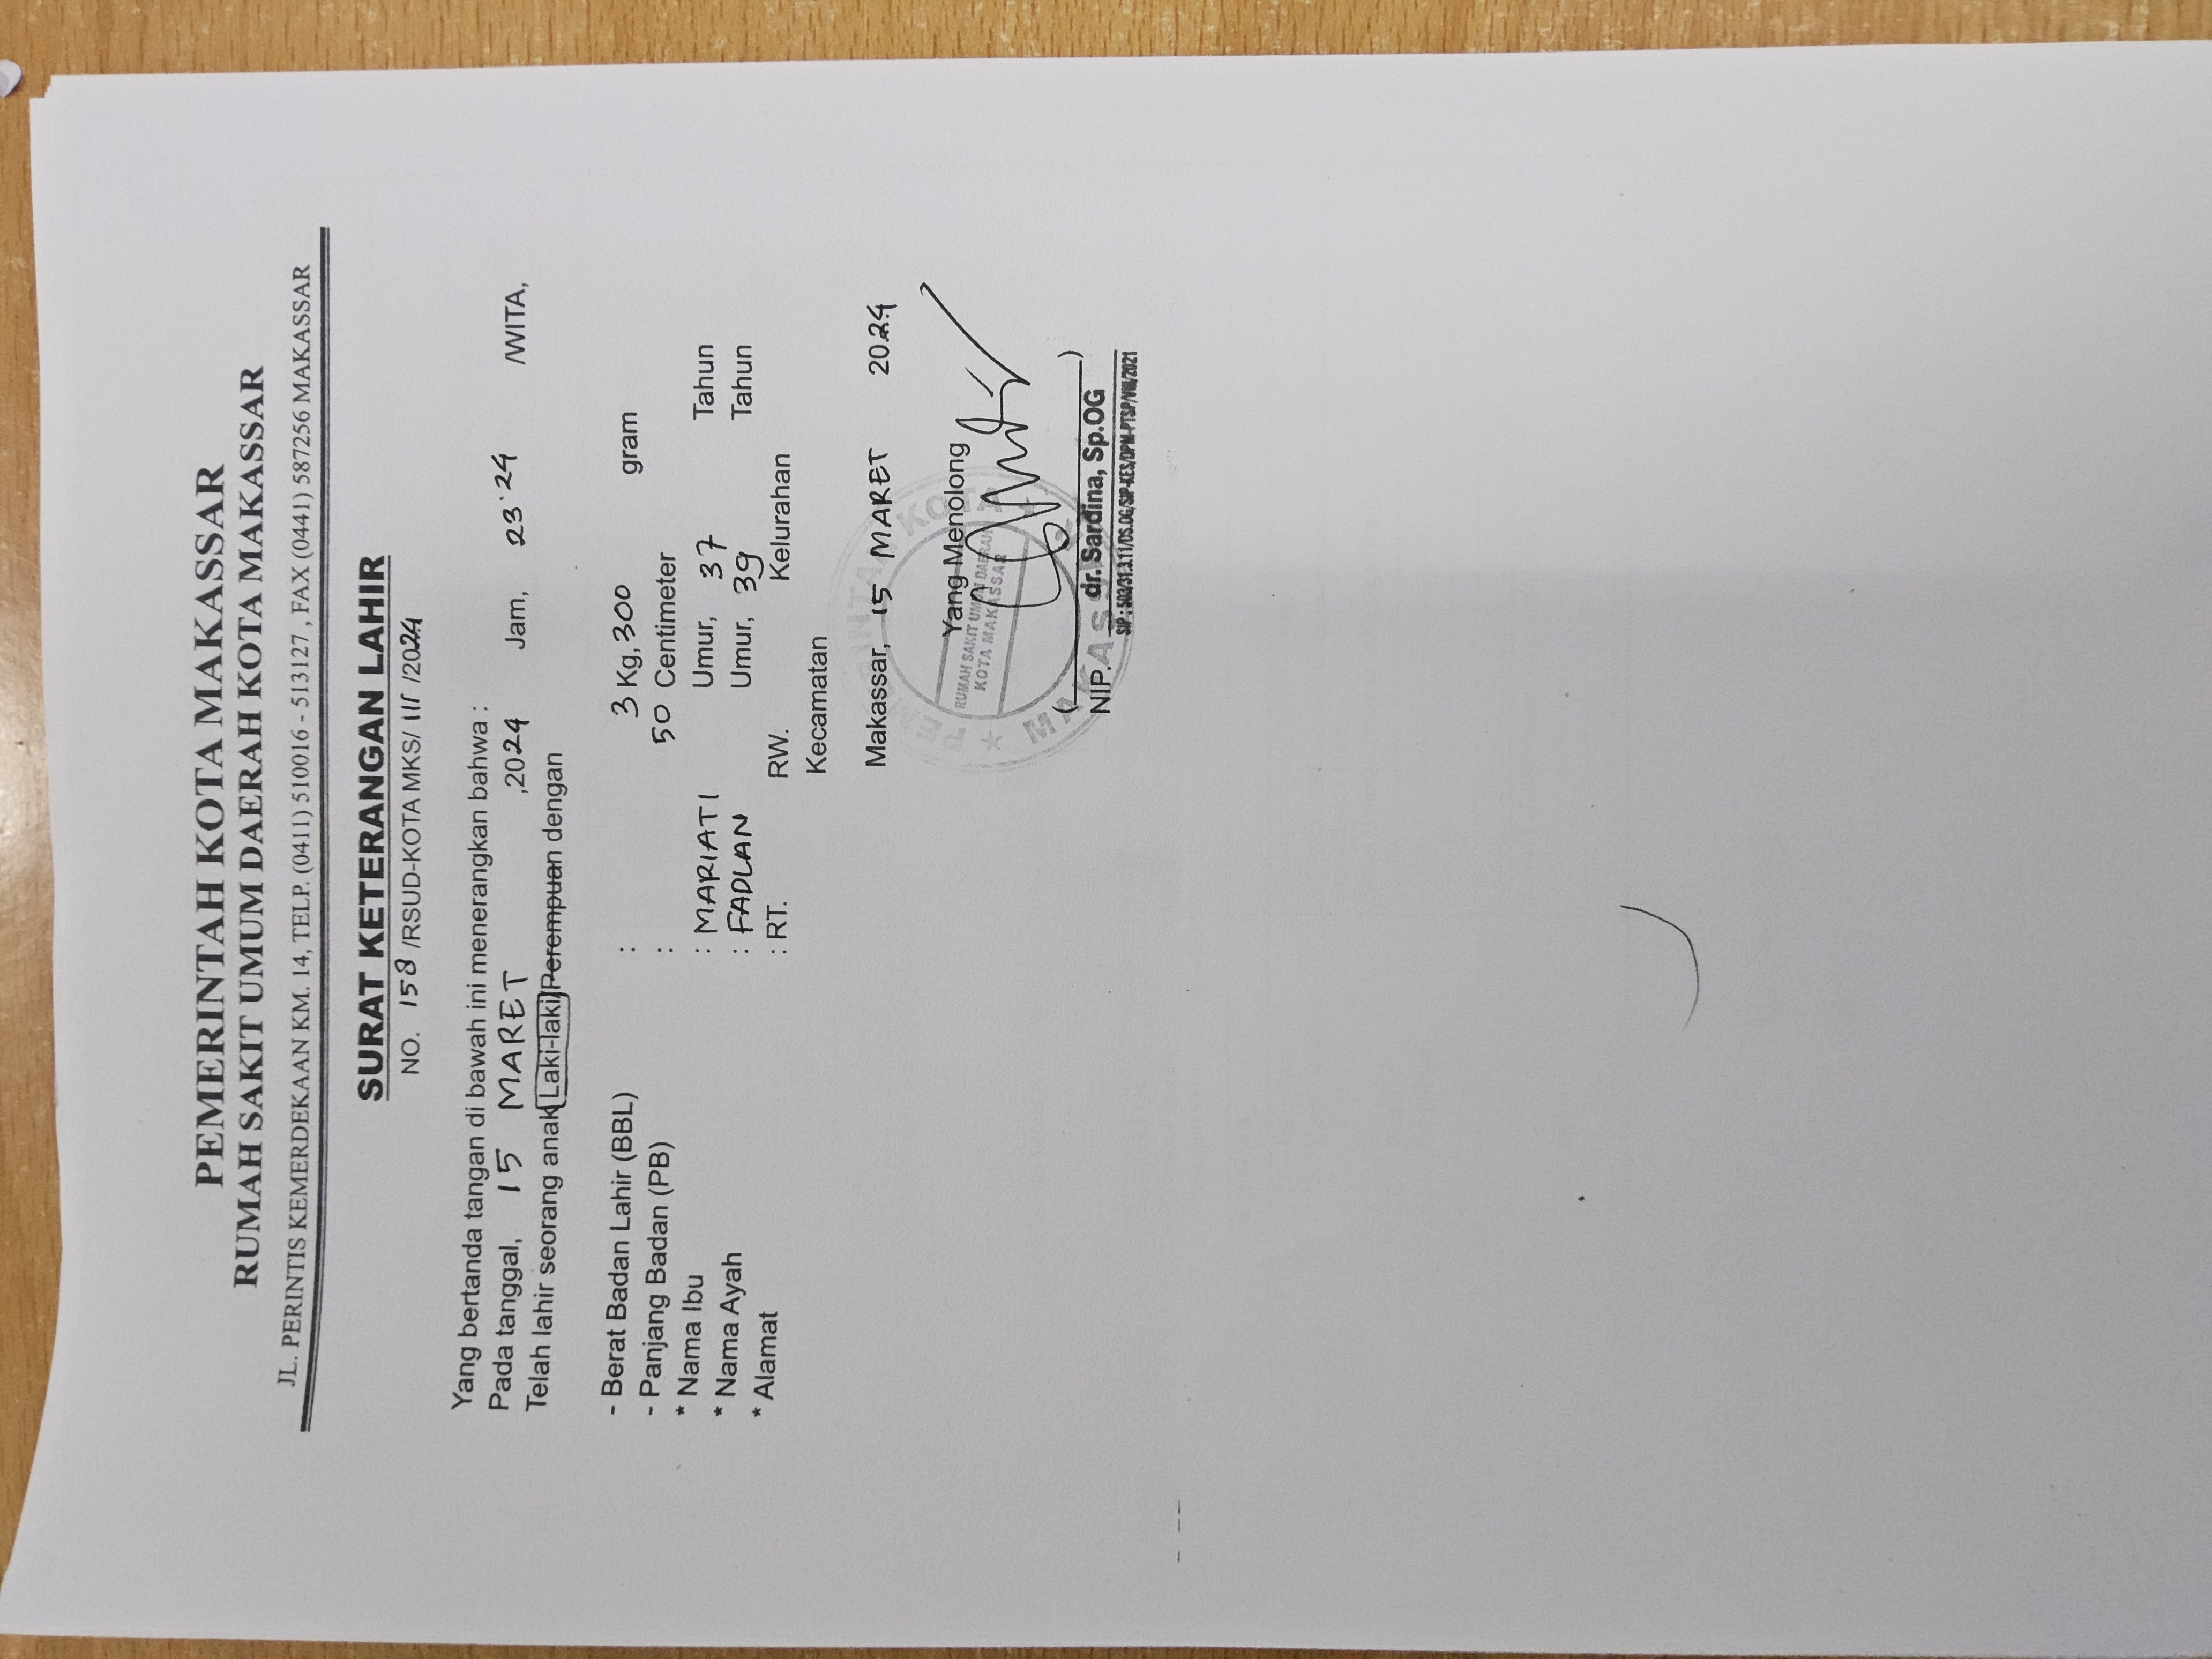 PEMERINTAH KOTA MAKASSAR
RUMAH SAKIT UMUM DAERAH KOTA MAKASSAR
JL. PERINTIS KEMERDEKAAN KM. 14, TELP. (0411) 510016 - 513127 , FAX (0441) 587256 MAKASSAR
SURAT KETERANGAN LAHIR
NO. 158 /RSUD-KOTA MKS/ III /2024
Yang bertanda tangan di bawah ini menerangkan bahwa :
Pada tanggal, 15 MARET ,2024 Jam, 23.24 /WITA,
Telah lahir seorang anak Laki-laki/Perempuan dengan
- Berat Badan Lahir (BBL) : 3 Kg, 300 gram
- Panjang Badan (PB) : 50 Centimeter
* Nama Ibu : MARIATI Umur, 37 Tahun
* Nama Ayah : FADLAN Umur, 39 Tahun
* Alamat : RT. RW. Kelurahan
Kecamatan
Makassar, 15 MARET 2024
Yang Menolong
PEMERINTAH KOTA
RUMAH SAKIT UMUM DAERAH
KOTA MAKASSAR
MAKASSAR
( )
NIP. dr. Sardina, Sp.OG
SIP : 503/31.3.11/DS.OG/SIP-KES/DPM-PTSP/VIII/2021